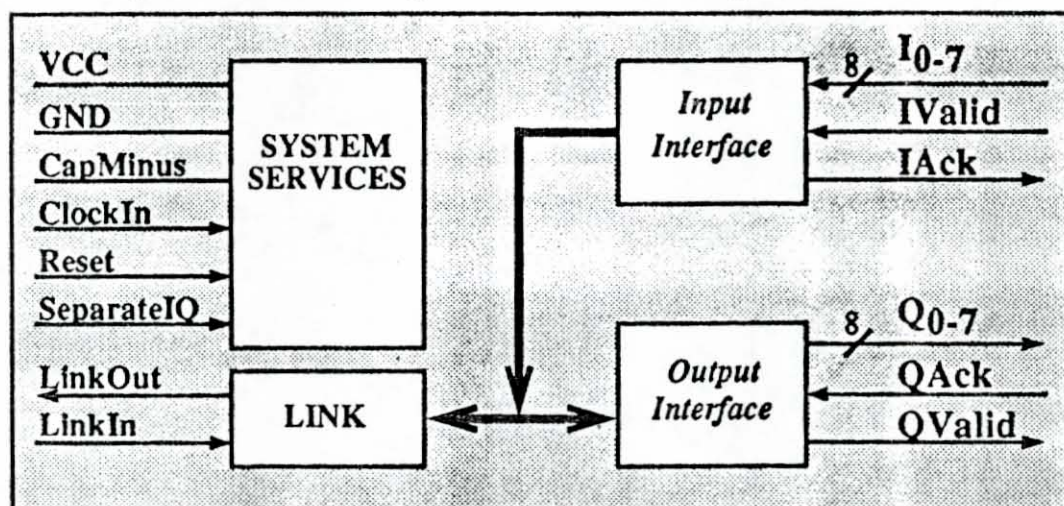 VCC
GND
CapMinus
ClockIn
Reset
SeparateIQ
LinkOut
LinkIn
SYSTEM
SERVICES
LINK
Input
Interface
8
I0-7
IValid
IAck
Output
Interface
8
Q0-7
QAck
QValid